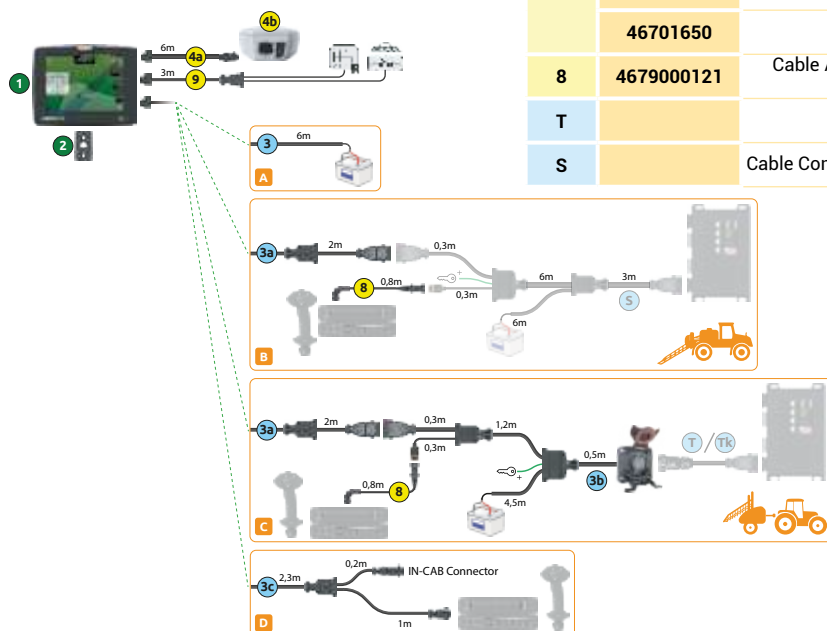 4b
6m
4a
1
3m
9
2
46701650
8 4679000121 Cable A
T
S Cable Con
3
6m
A
3a
2m
0,3m
8
0,8m
+
0,3m
6m
3m
S
6m
B
3a
2m
0,3m
1,2m
0,3m
0,5m
T / Tk
+
3b
0,8m
8
4,5m
C
3c
2,3m
0,2m
IN-CAB Connector
1m
D